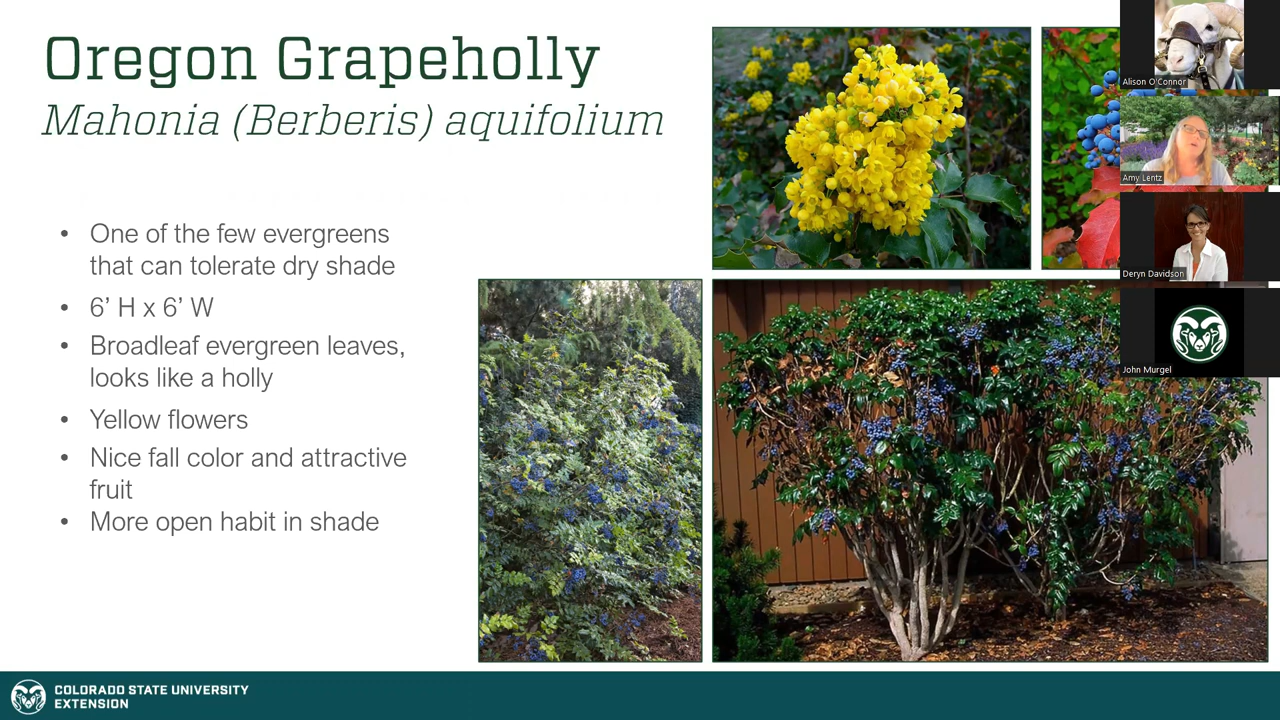 Oregon Grapeholly
Mahonia (Berberis) aquifolium
• One of the few evergreens
that can tolerate dry shade
• 6’ H x 6’ W
• Broadleaf evergreen leaves,
looks like a holly
• Yellow flowers
• Nice fall color and attractive
fruit
• More open habit in shade
Alison O'Connor
Amy Lentz
Deryn Davidson
John Murgel
COLORADO STATE UNIVERSITY
EXTENSION